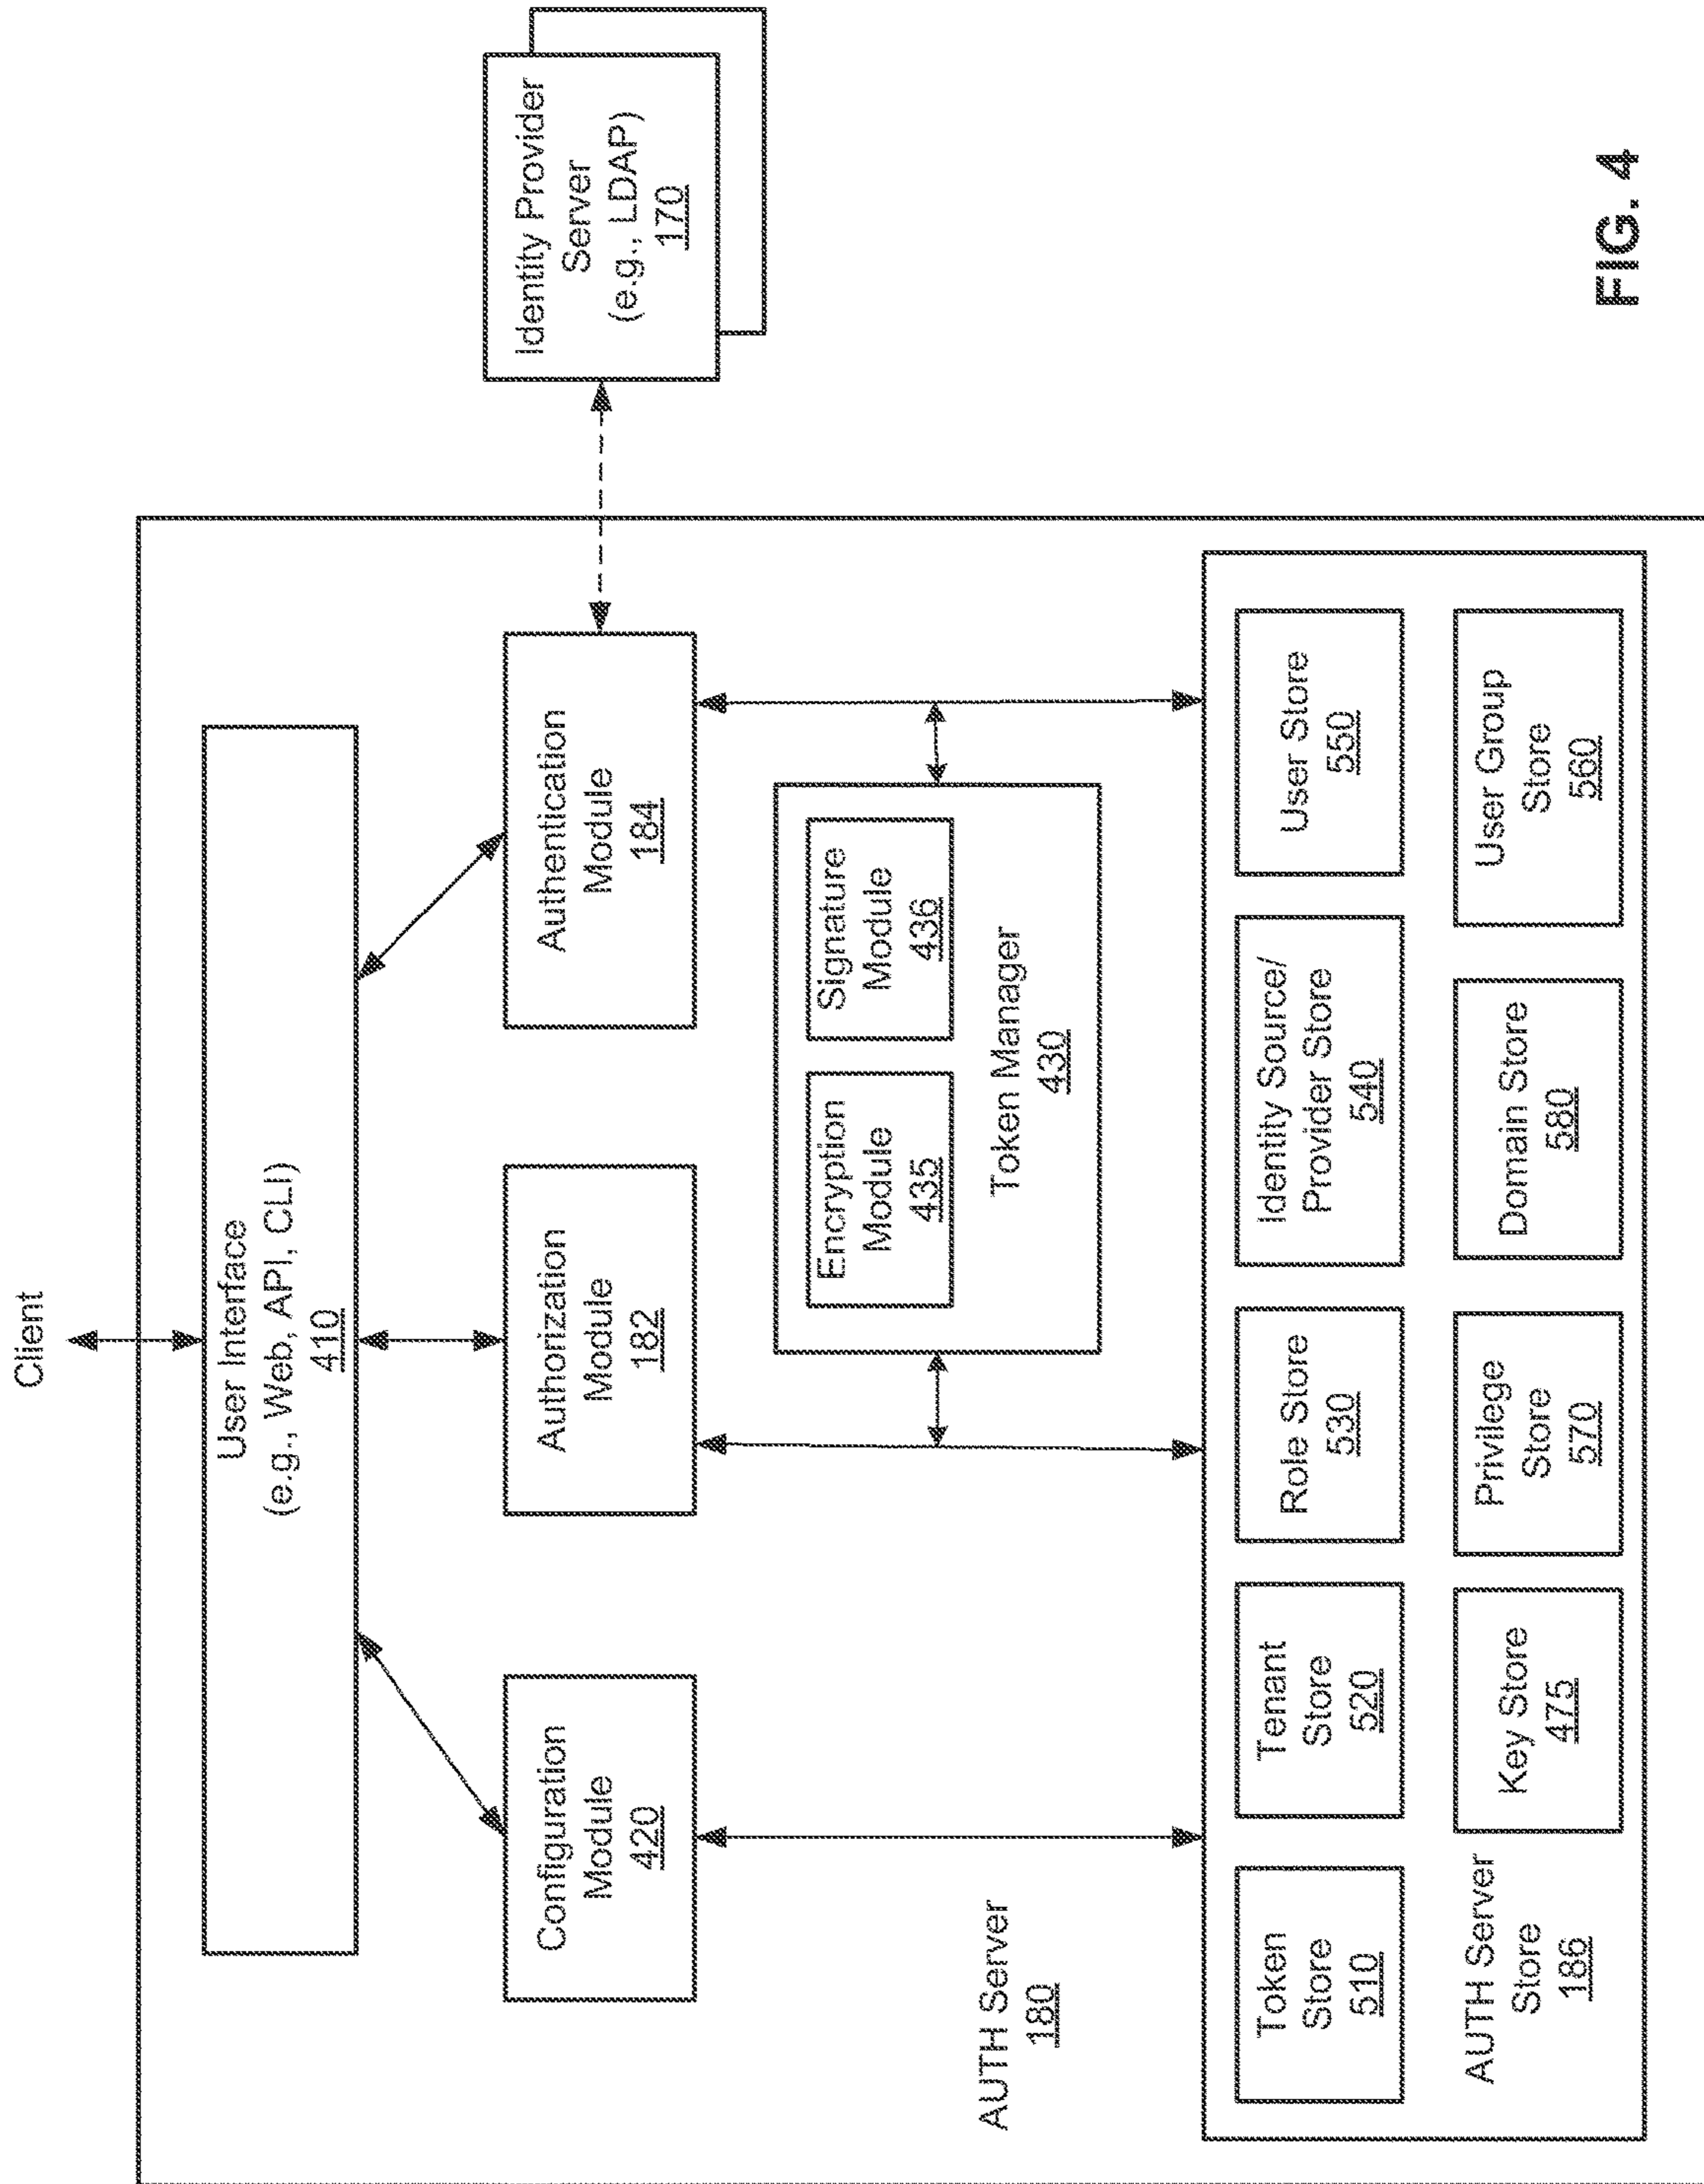 Client
User Interface
(e.g., Web, API, CLI)
410
Configuration
Module
420
Authorization
Module
182
Authentication
Module
184
Identity Provider
Server
(e.g., LDAP)
170
Encryption
Module
435
Signature
Module
436
Token Manager
430
AUTH Server
180
Token
Store
510
Tenant
Store
520
Role Store
530
Identity Source/
Provider Store
540
User Store
550
AUTH Server
Store
186
Key Store
475
Privilege
Store
570
Domain Store
580
User Group
Store
560
FIG. 4